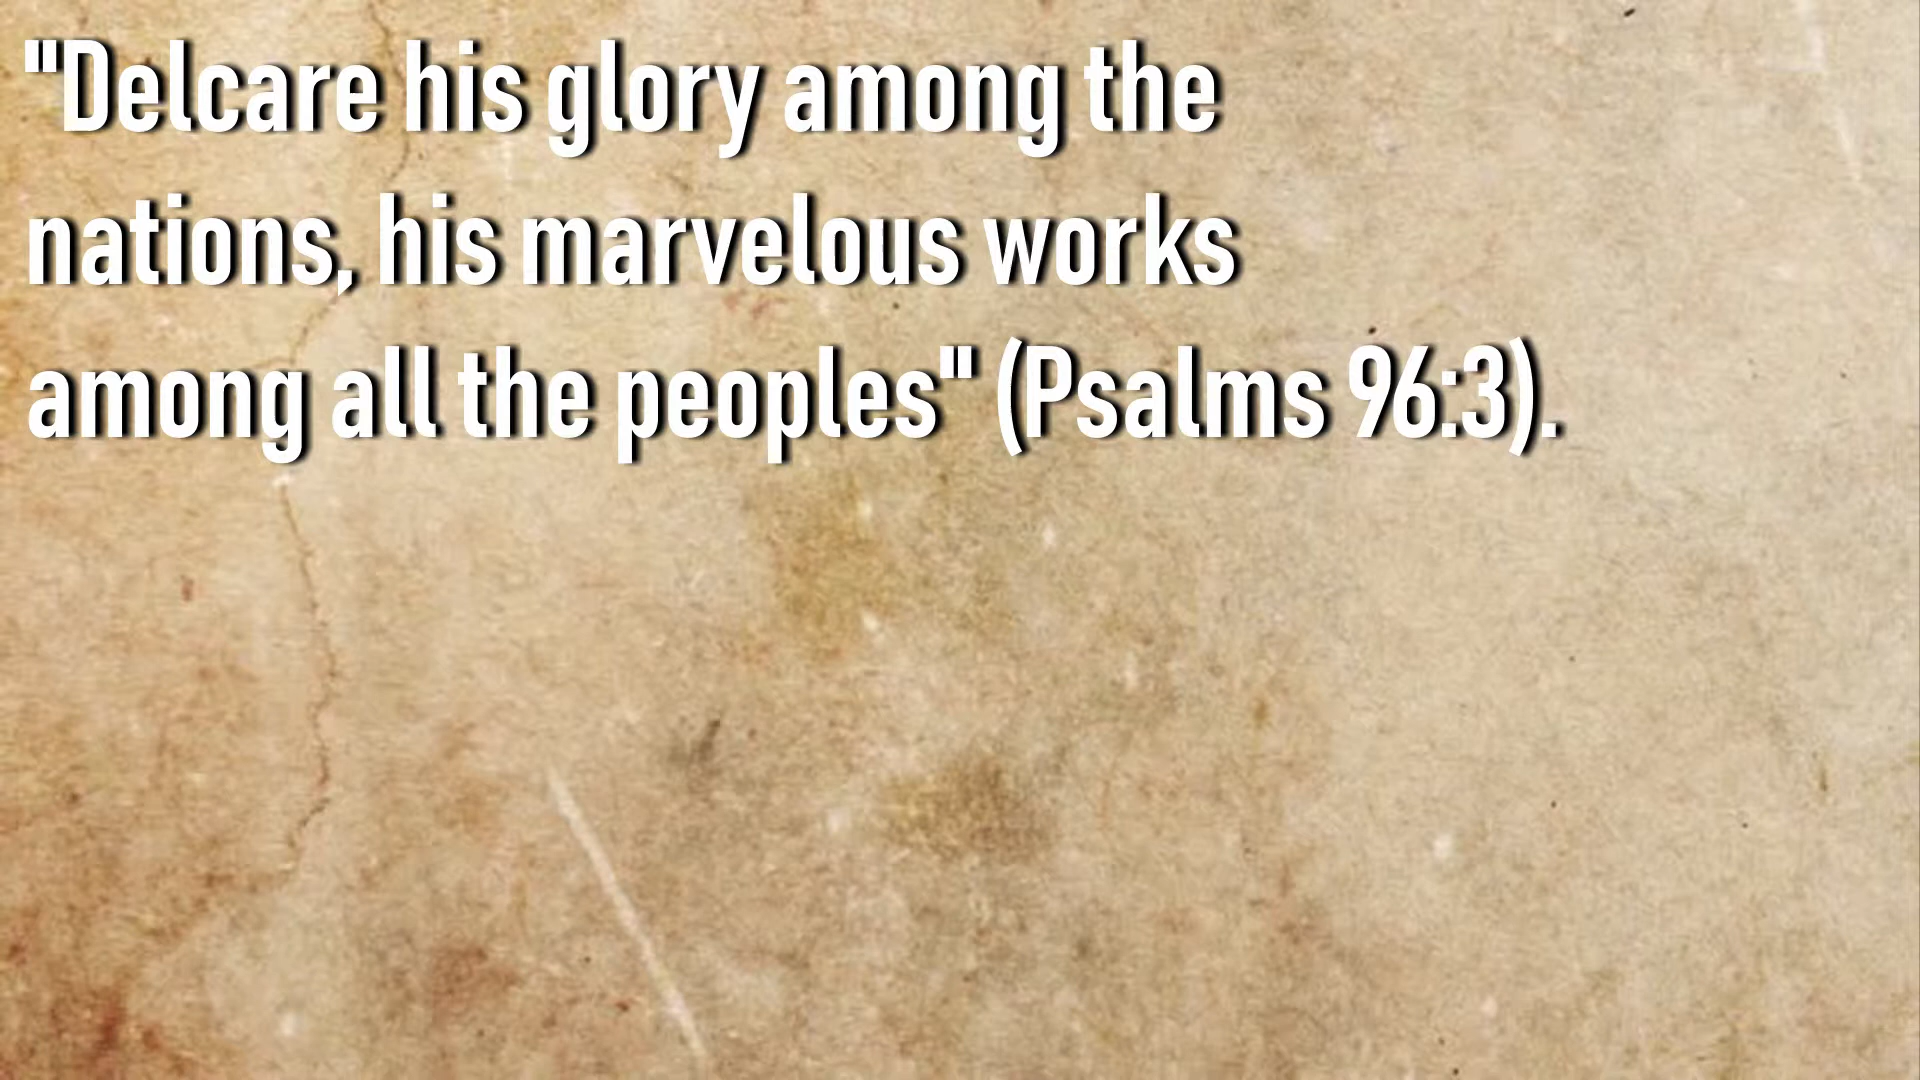 "Delcare his glory among the
nations, his marvelous works
among all the peoples" (Psalms 96:3).